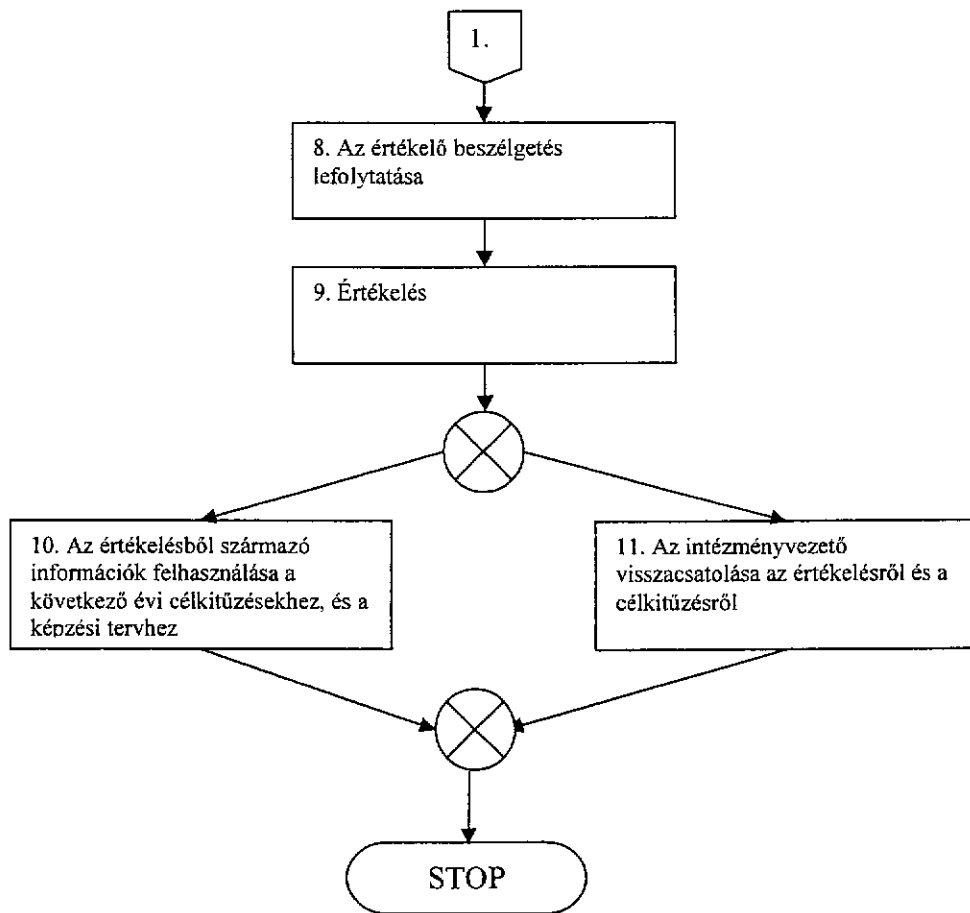 1.
8. Az értékelő beszélgetés
lefolytatása
9. Értékelés
10. Az értékelésből származó
információk felhasználása a
következő évi célkitűzésekhez, és a
képzési tervhez
11. Az intézményvezető
visszacsatolása az értékelésről és a
célkitűzésről
STOP